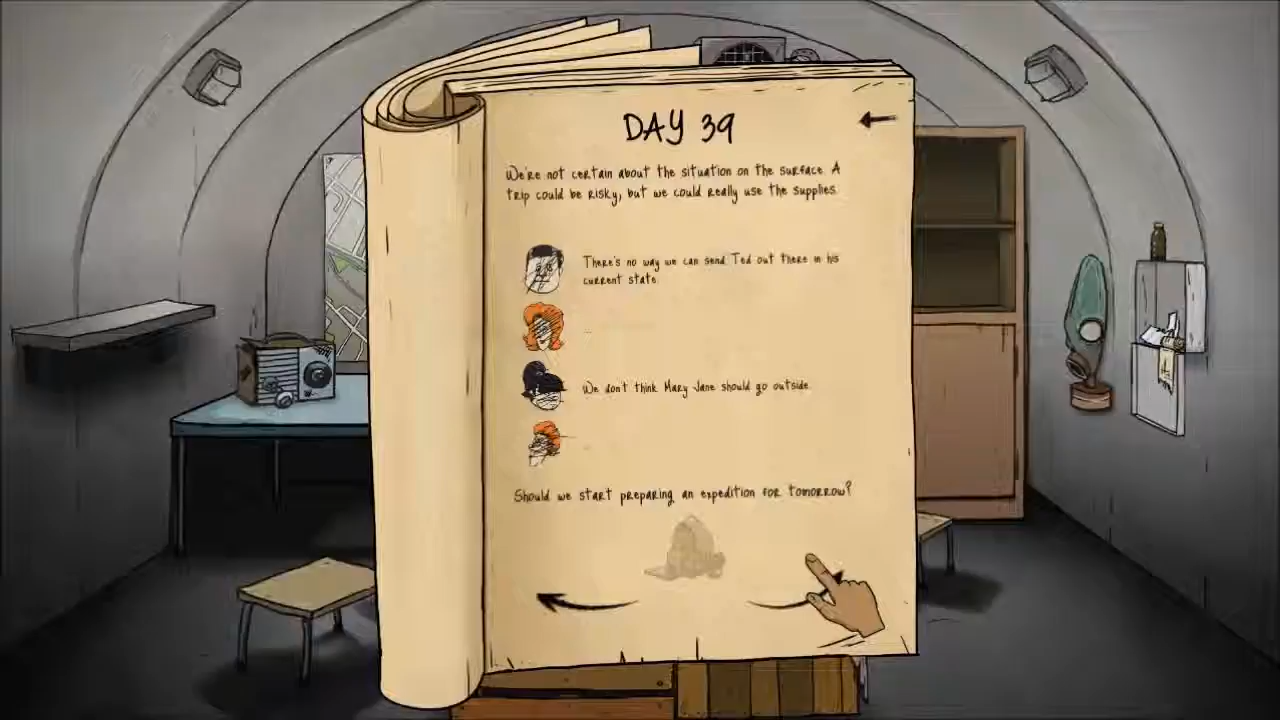 DAY 39
We're not certain about the situation on the surface. A
trip could be risky, but we could really use the supplies.
There's no way we can send Ted out there in his
current state.
...
We don't think Mary Jane should go outside.
Should we start preparing an expedition for tomorrow?